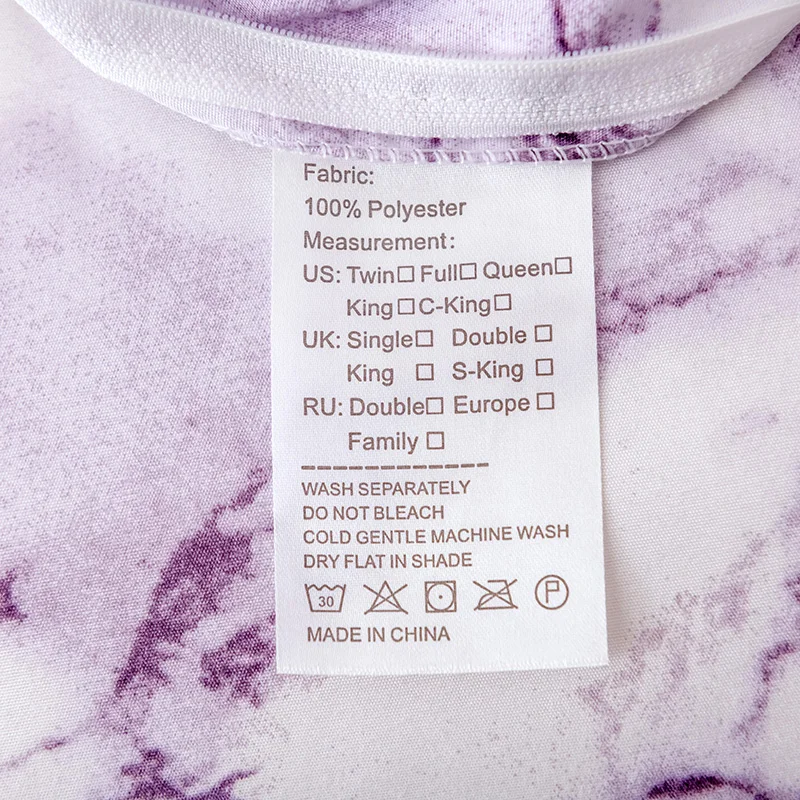 Fabric:
100% Polyester
Measurement:
US: Twin□ Full□ Queen□
King□ C-King□
UK: Single□ Double □
King □ S-King □
RU: Double□ Europe □
Family □
WASH SEPARATELY
DO NOT BLEACH
COLD GENTLE MACHINE WASH
DRY FLAT IN SHADE
30 P
MADE IN CHINA